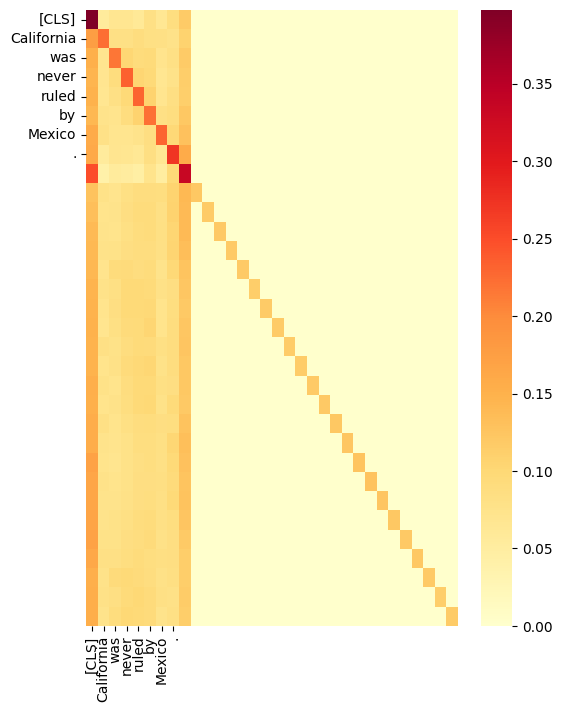 [CLS]
California
was
never
ruled
by
Mexico
.
0.35
0.30
0.25
0.20
0.15
0.10
0.05
0.00
[CLS]
California
was
never
ruled
by
Mexico
.